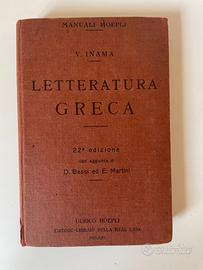 MANUALI HOEPLI
V. INAMA
LETTERATURA
GRECA
22ª edizione
con aggiunte di
D. Bassi ed E. Martini
ULRICO HOEPLI
EDITORE-LIBRAIO DELLA REAL CASA
MILANO
subito